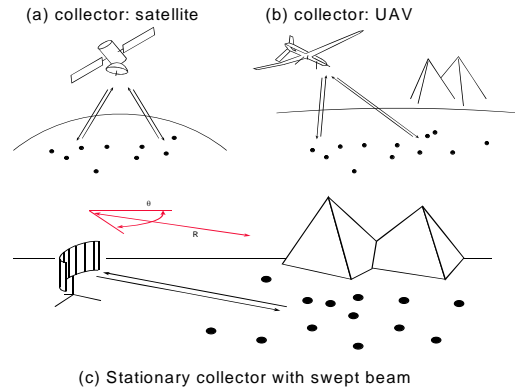 (a) collector: satellite
(b) collector: UAV
θ
R
(c) Stationary collector with swept beam